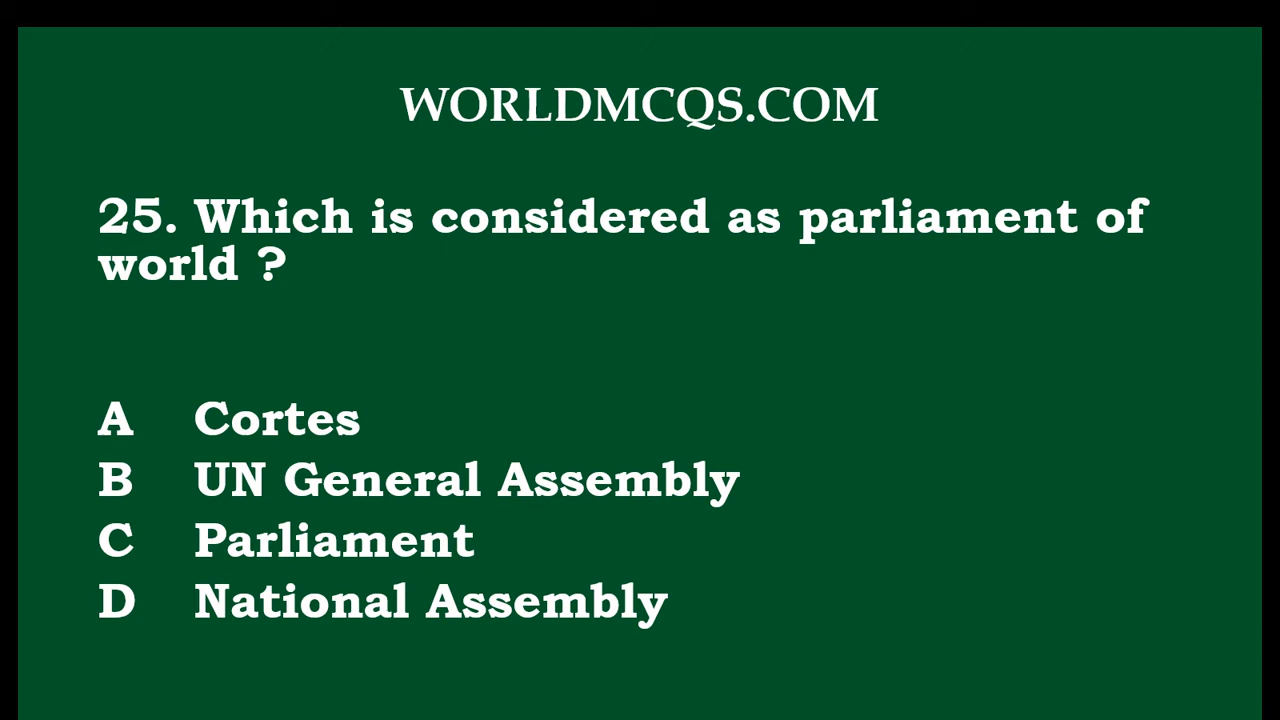 WORLDMCQS.COM
25. Which is considered as parliament of
world ?
A Cortes
B UN General Assembly
C Parliament
D National Assembly